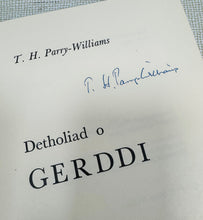 T. H. Parry-Williams
T. H. Parry-Williams
Detholiad o
GERDDI